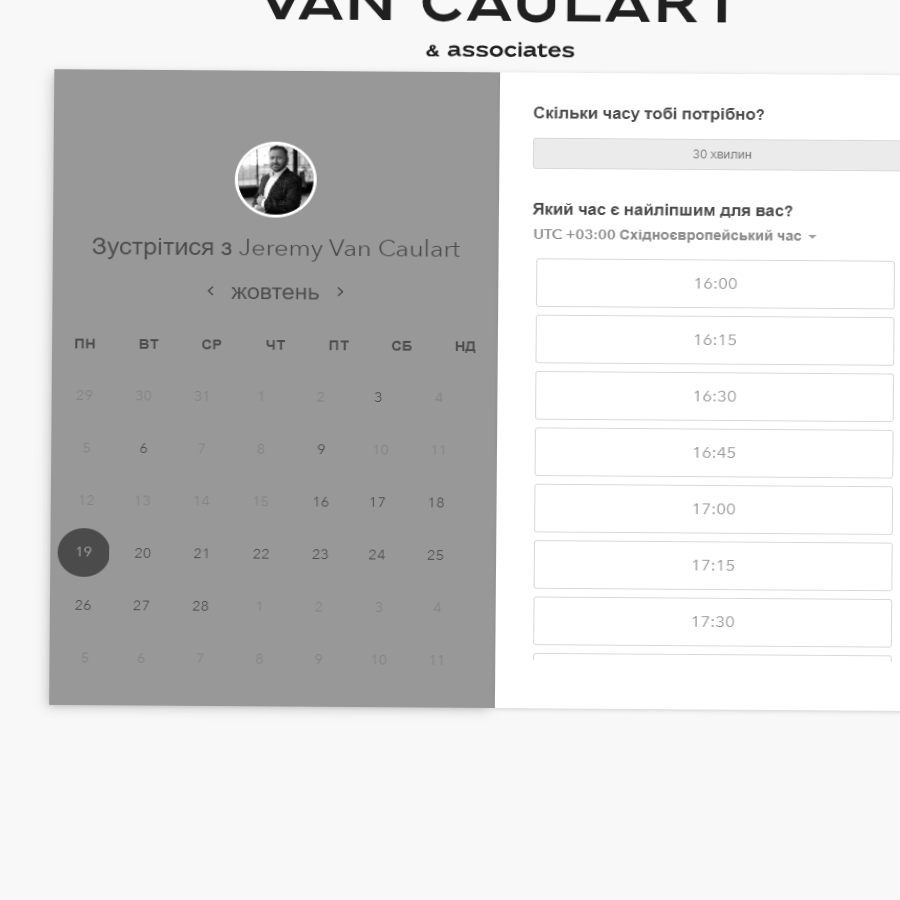 VAN CAULART
& associates
Зустрітися з Jeremy Van Caulart
жовтень
ПН ВТ СР ЧТ ПТ СБ НД
29 30 31 1 2 3 4
5 6 7 8 9 10 11
12 13 14 15 16 17 18
19 20 21 22 23 24 25
26 27 28 1 2 3 4
5 6 7 8 9 10 11
Скільки часу тобі потрібно?
30 хвилин
Який час є найліпшим для вас?
UTC +03:00 Східноєвропейський час
16:00
16:15
16:30
16:45
17:00
17:15
17:30